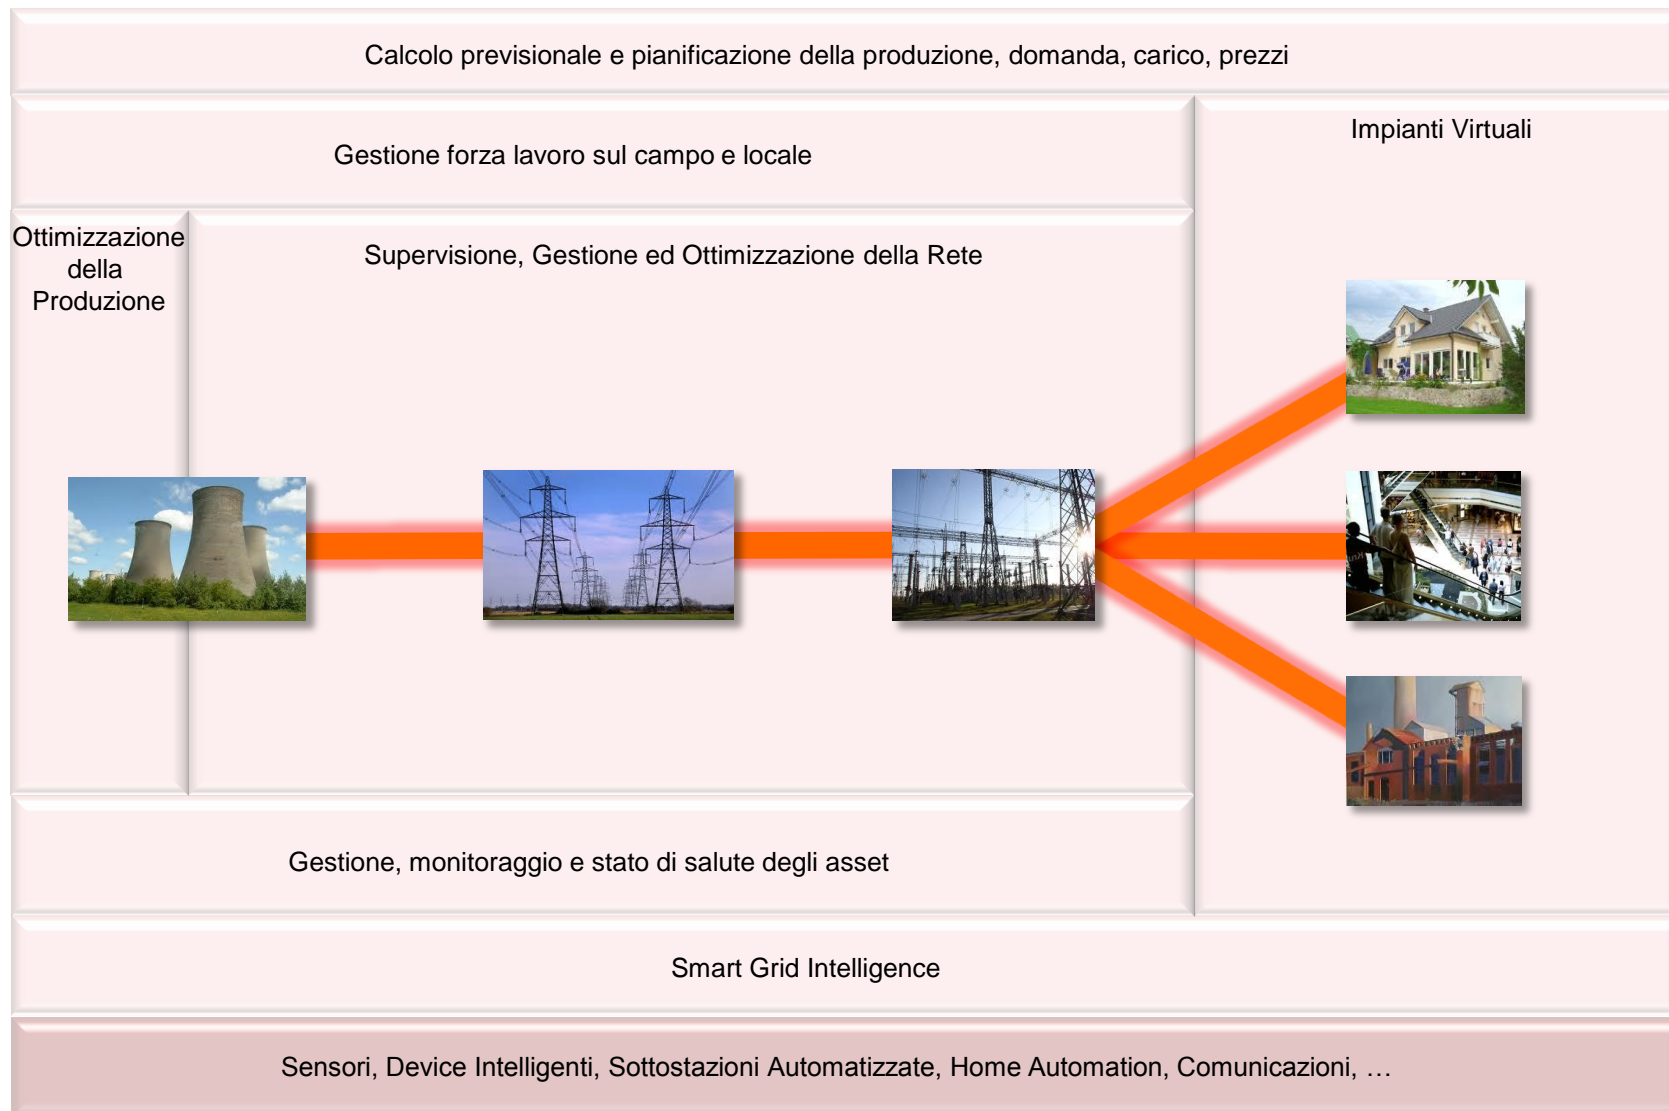 Calcolo previsionale e pianificazione della produzione, domanda, carico, prezzi
Gestione forza lavoro sul campo e locale
Impianti Virtuali
Ottimizzazione
della
Produzione
Supervisione, Gestione ed Ottimizzazione della Rete
Gestione, monitoraggio e stato di salute degli asset
Smart Grid Intelligence
Sensori, Device Intelligenti, Sottostazioni Automatizzate, Home Automation, Comunicazioni, …